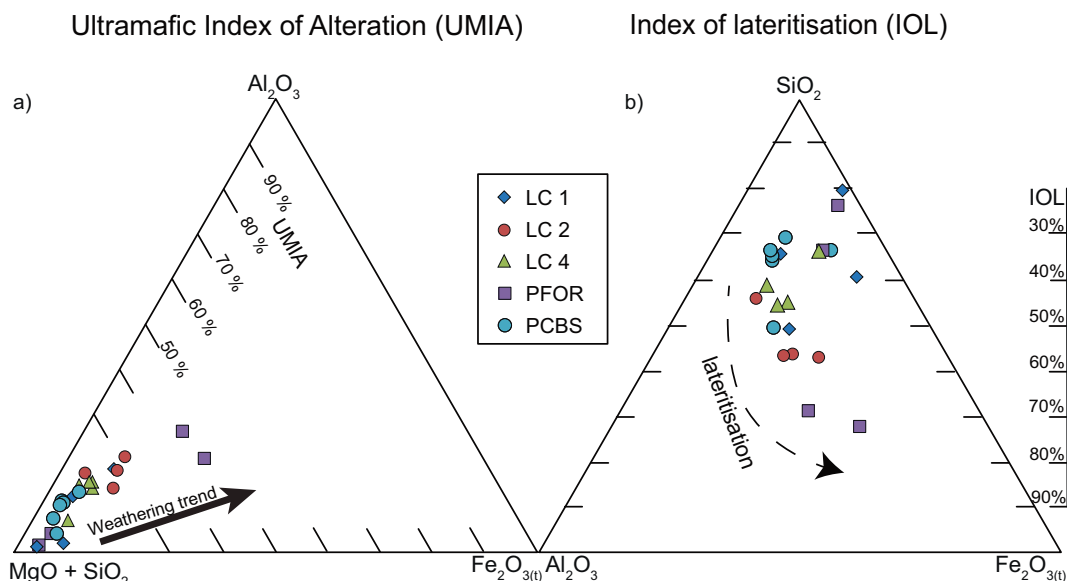 Ultramafic Index of Alteration (UMIA)
Index of lateritisation (IOL)
a)
Al₂O₃
90 %
80 %
70 %
60 %
50 %
UMIA
Weathering trend
MgO + SiO₂
Fe₂O₃₍ₜ₎
LC 1
LC 2
LC 4
PFOR
PCBS
b)
SiO₂
IOL
30%
40%
50%
60%
70%
80%
90%
lateritisation
Al₂O₃
Fe₂O₃₍ₜ₎